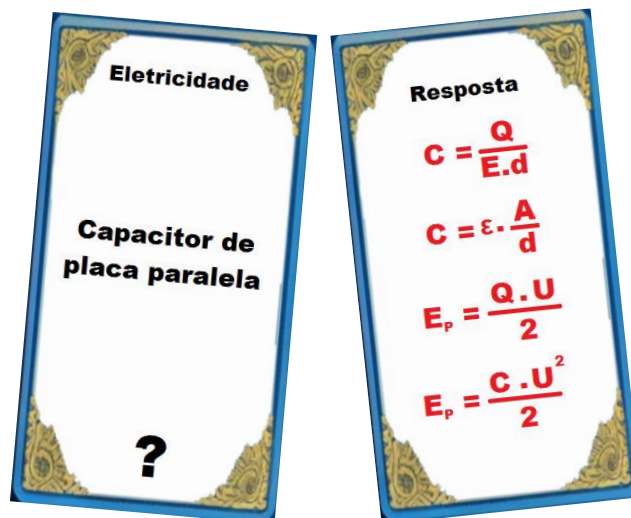 Eletricidade
Capacitor de
placa paralela
?
Resposta
C = Q/E.d
C = ε. A/d
Eₚ = Q.U/2
Eₚ = C.U²/2